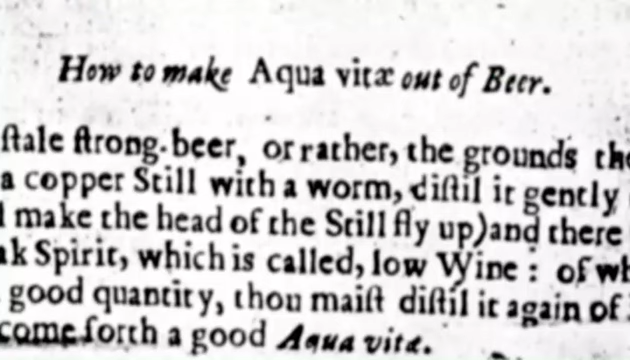 How to make Aqua vitæ out of Beer.
ſtale ſtrong-beer, or rather, the grounds
a copper Still with a worm, diſtil it gently
make the head of the Still fly up) and there
Spirit, which is called, low Wine: of
good quantity, thou maiſt diſtil it again of
come forth a good Aqua vitæ.